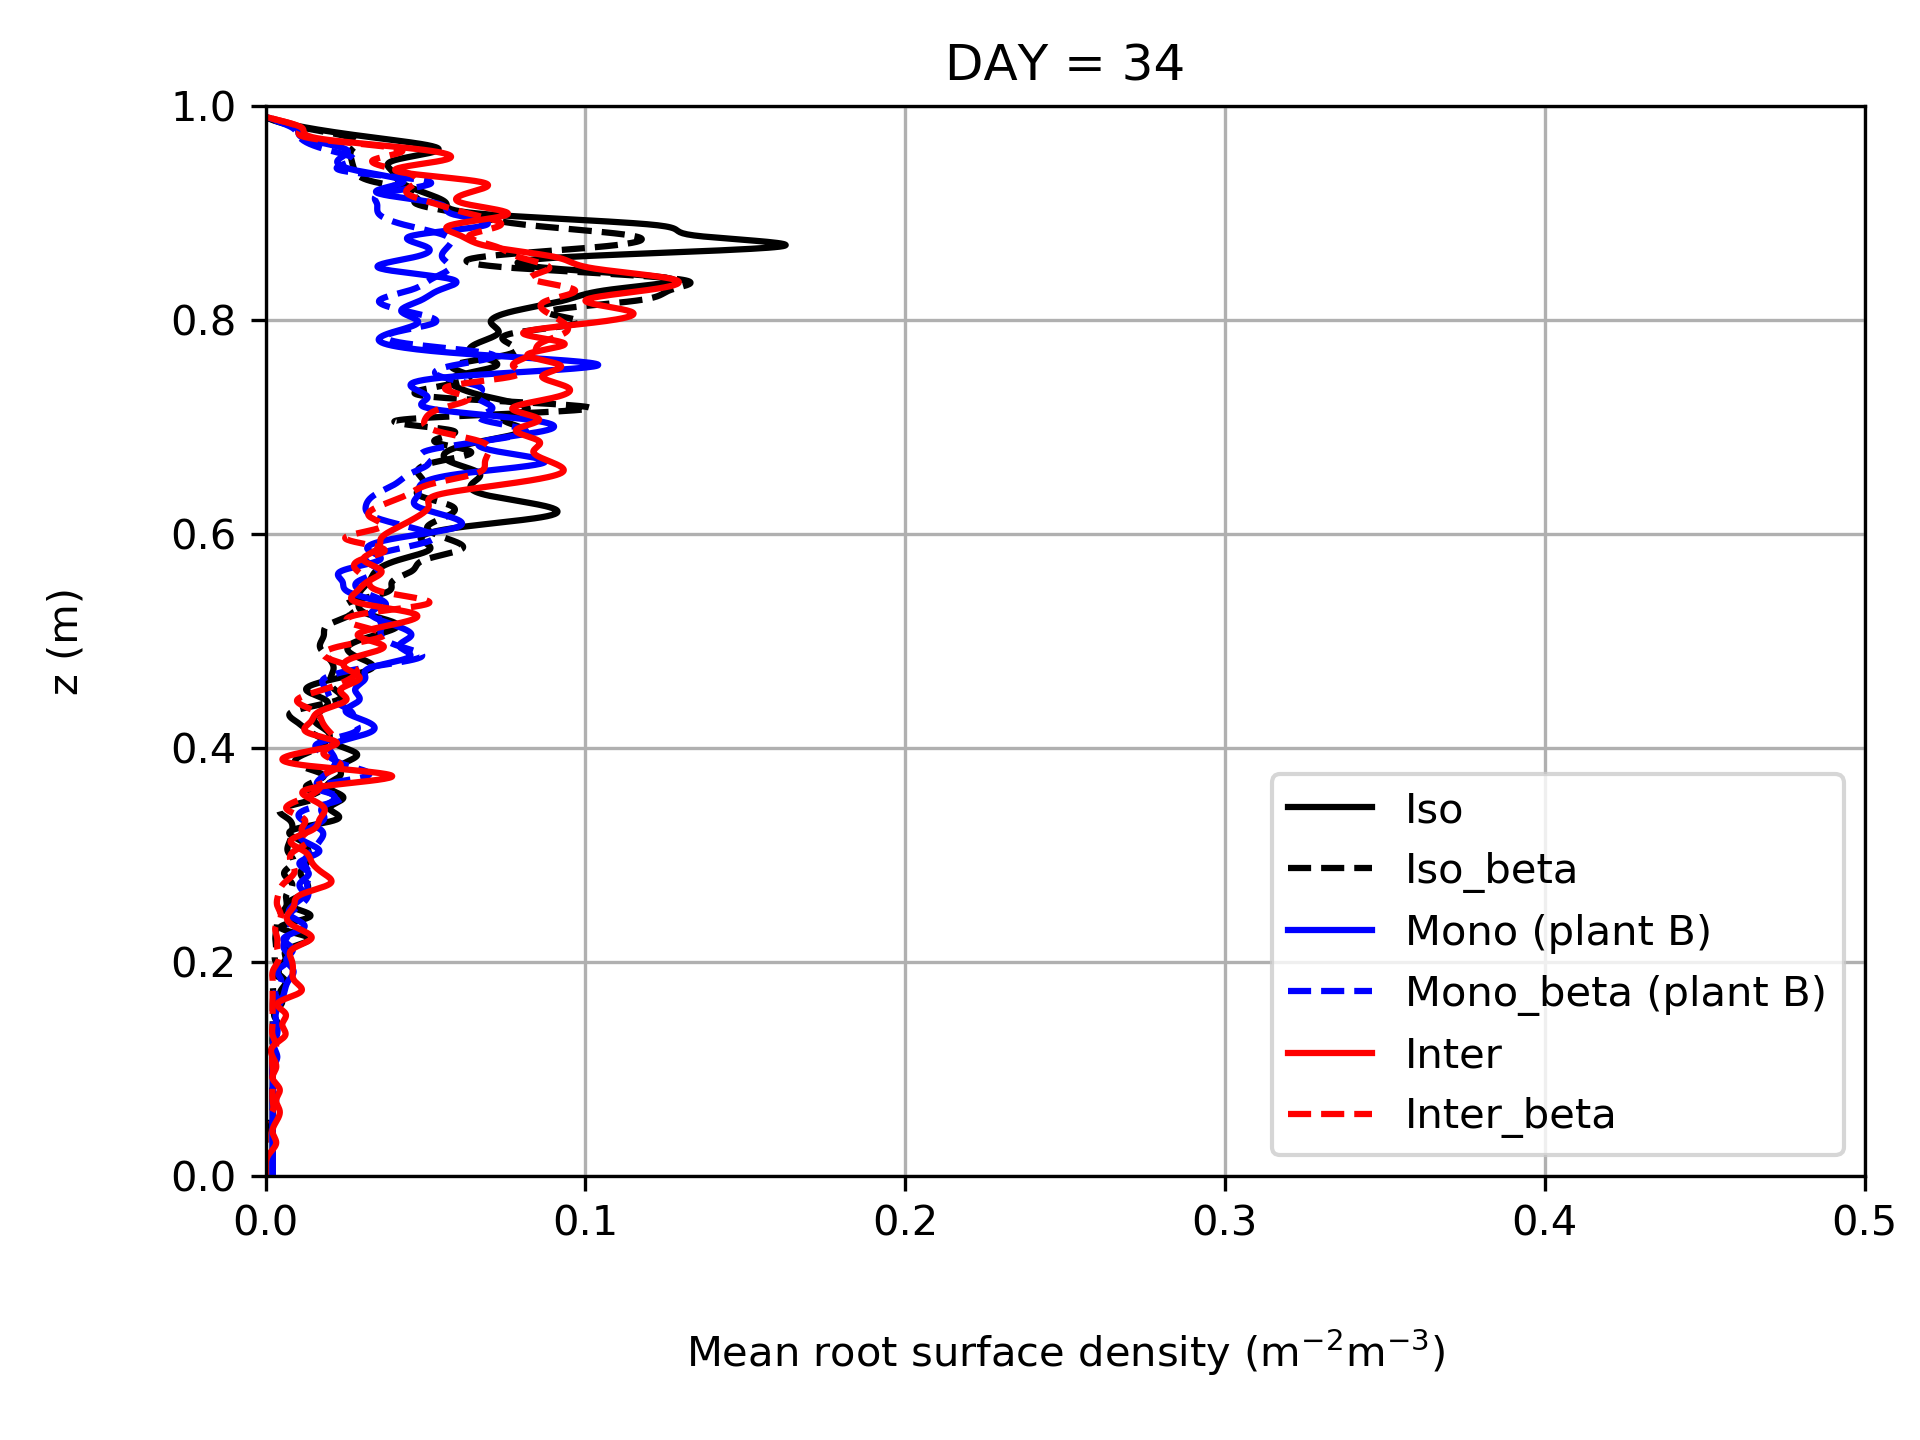 DAY = 34
1.0
0.8
0.6
0.4
0.2
0.0
z (m)
0.0 0.1 0.2 0.3 0.4 0.5
Mean root surface density (m⁻²m⁻³)
Iso
Iso_beta
Mono (plant B)
Mono_beta (plant B)
Inter
Inter_beta